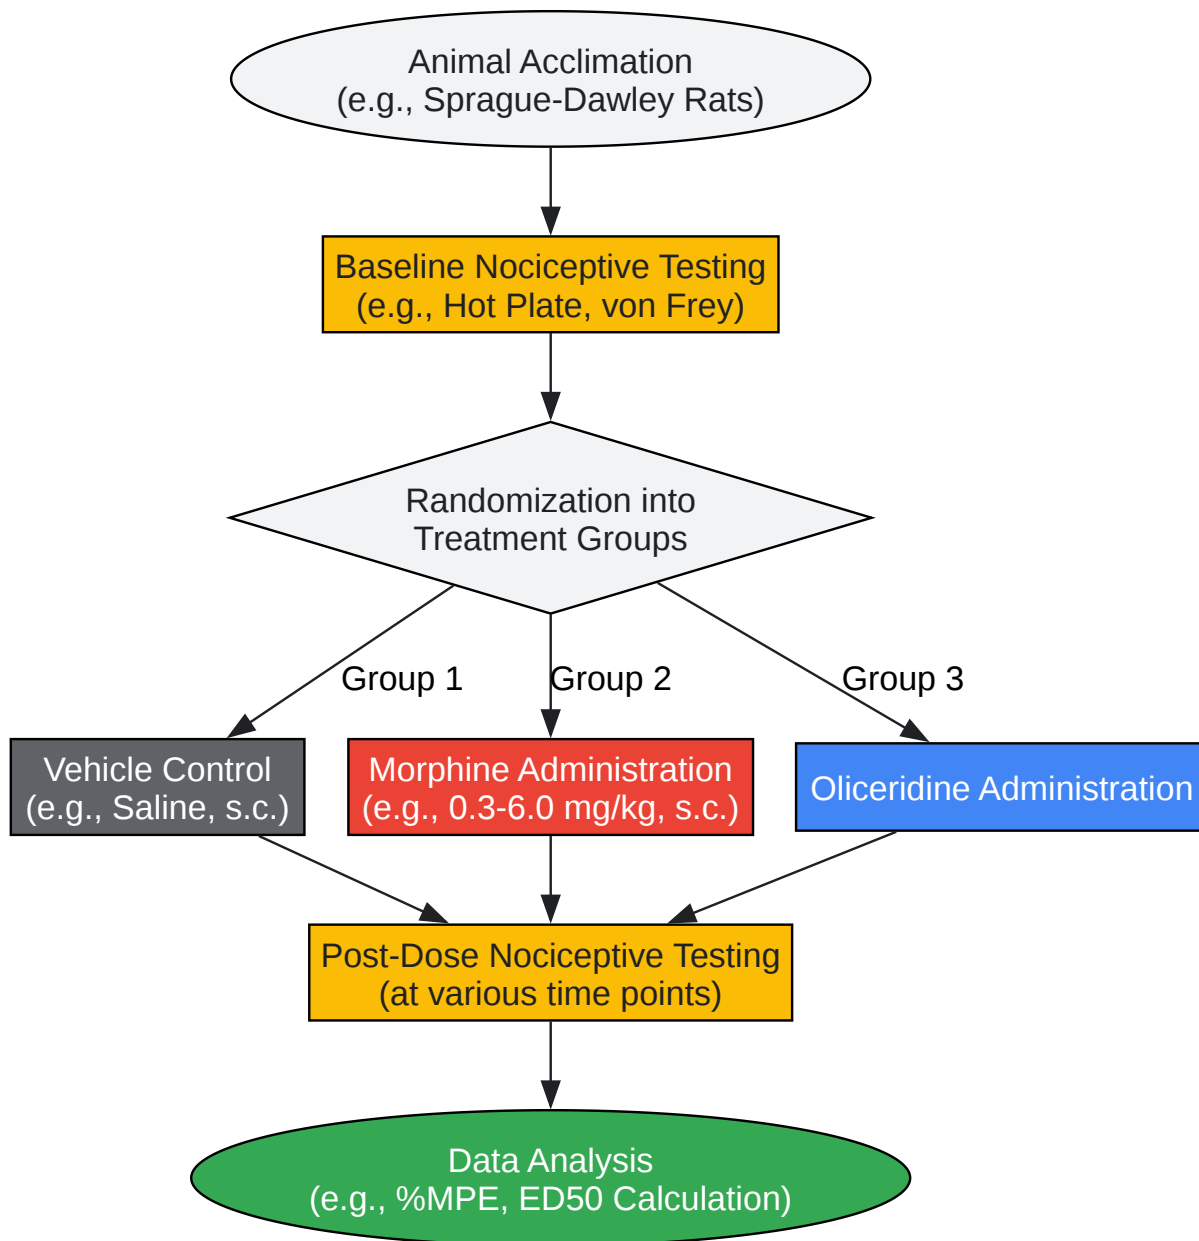 Animal Acclimation
(e.g., Sprague-Dawley Rats)
Baseline Nociceptive Testing
(e.g., Hot Plate, von Frey)
Randomization into
Treatment Groups
Group 1
Group 2
Group 3
Vehicle Control
(e.g., Saline, s.c.)
Morphine Administration
(e.g., 0.3-6.0 mg/kg, s.c.)
Oliceridine Administration
Post-Dose Nociceptive Testing
(at various time points)
Data Analysis
(e.g., %MPE, ED50 Calculation)